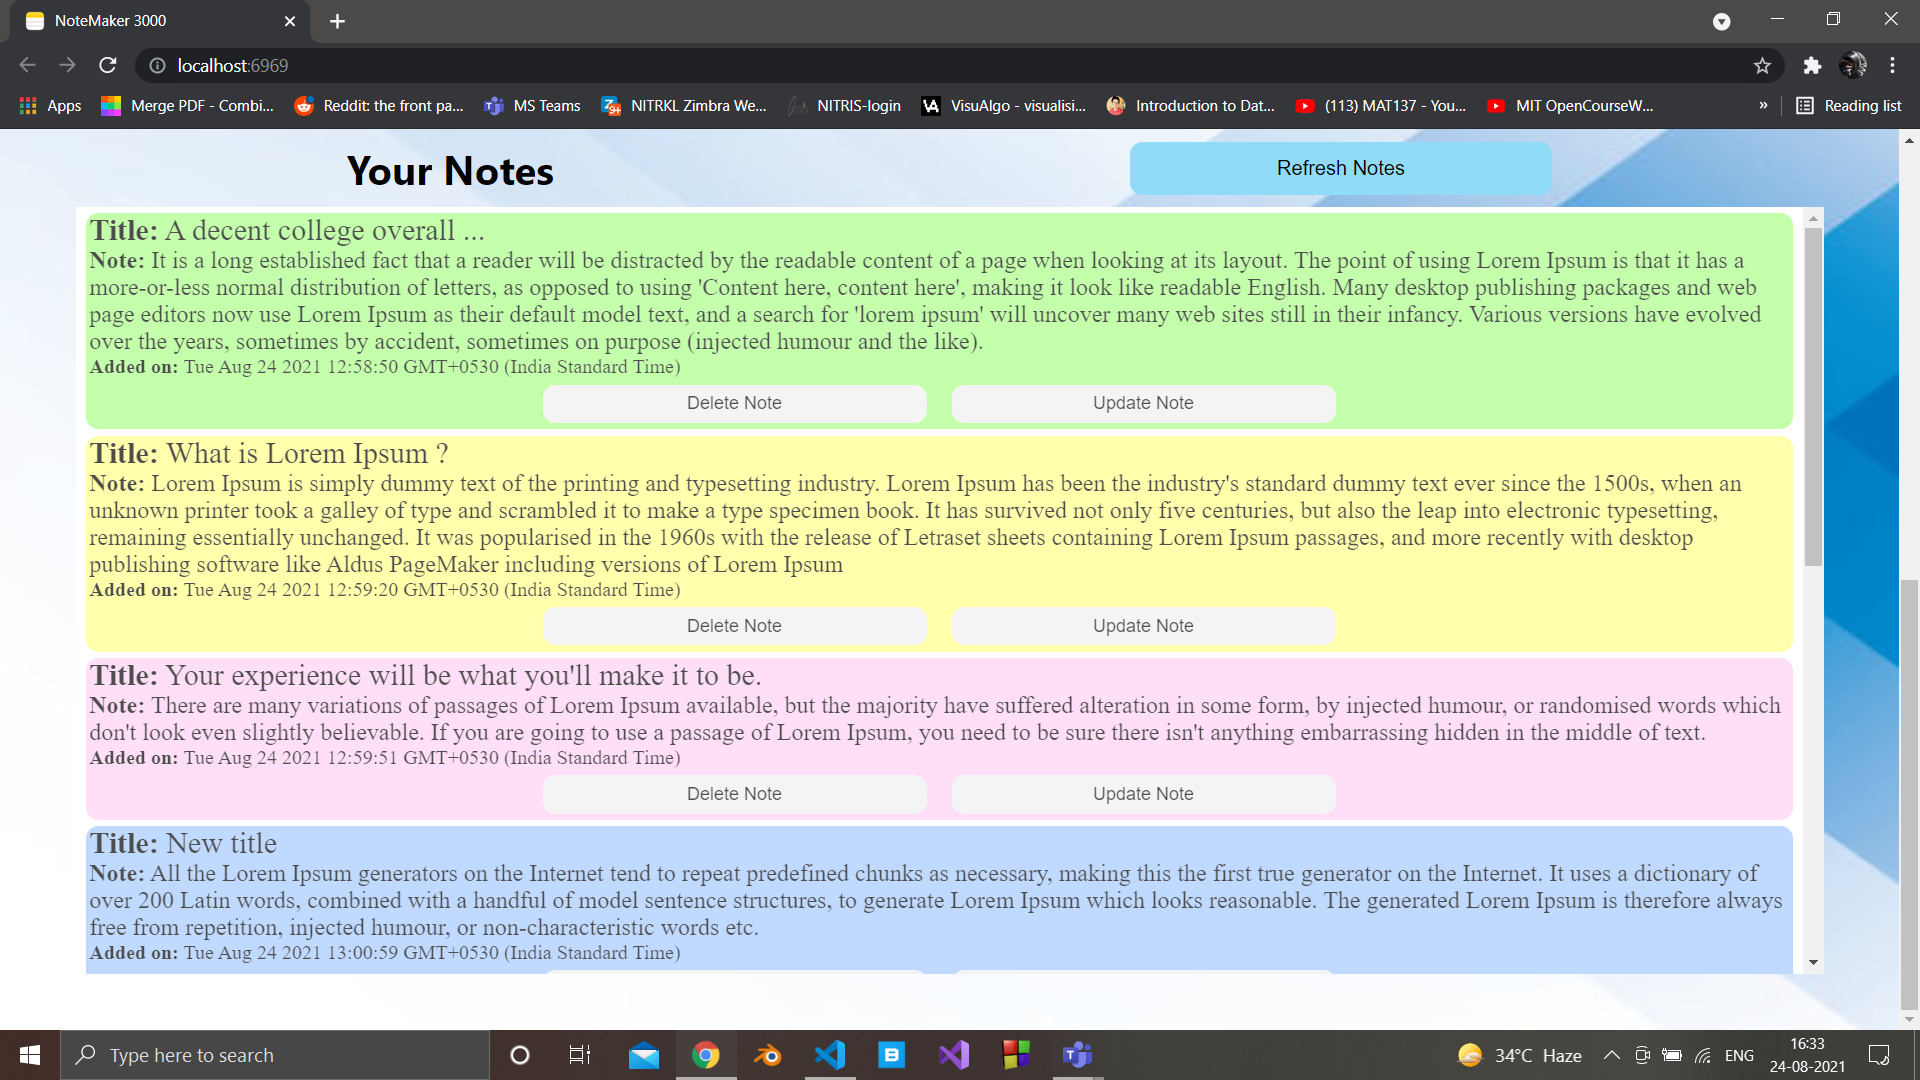 NoteMaker 3000
localhost:6969
Apps Merge PDF - Combi... Reddit: the front pa... MS Teams NITRKL Zimbra We... NITRIS-login VisuAlgo - visualisi... Introduction to Dat... (113) MAT137 - You... MIT OpenCourseW... » Reading list
Your Notes
Refresh Notes
Title: A decent college overall ...
Note: It is a long established fact that a reader will be distracted by the readable content of a page when looking at its layout. The point of using Lorem Ipsum is that it has a
more-or-less normal distribution of letters, as opposed to using 'Content here, content here', making it look like readable English. Many desktop publishing packages and web
page editors now use Lorem Ipsum as their default model text, and a search for 'lorem ipsum' will uncover many web sites still in their infancy. Various versions have evolved
over the years, sometimes by accident, sometimes on purpose (injected humour and the like).
Added on: Tue Aug 24 2021 12:58:50 GMT+0530 (India Standard Time)
Delete Note Update Note
Title: What is Lorem Ipsum ?
Note: Lorem Ipsum is simply dummy text of the printing and typesetting industry. Lorem Ipsum has been the industry's standard dummy text ever since the 1500s, when an
unknown printer took a galley of type and scrambled it to make a type specimen book. It has survived not only five centuries, but also the leap into electronic typesetting,
remaining essentially unchanged. It was popularised in the 1960s with the release of Letraset sheets containing Lorem Ipsum passages, and more recently with desktop
publishing software like Aldus PageMaker including versions of Lorem Ipsum
Added on: Tue Aug 24 2021 12:59:20 GMT+0530 (India Standard Time)
Delete Note Update Note
Title: Your experience will be what you'll make it to be.
Note: There are many variations of passages of Lorem Ipsum available, but the majority have suffered alteration in some form, by injected humour, or randomised words which
don't look even slightly believable. If you are going to use a passage of Lorem Ipsum, you need to be sure there isn't anything embarrassing hidden in the middle of text.
Added on: Tue Aug 24 2021 12:59:51 GMT+0530 (India Standard Time)
Delete Note Update Note
Title: New title
Note: All the Lorem Ipsum generators on the Internet tend to repeat predefined chunks as necessary, making this the first true generator on the Internet. It uses a dictionary of
over 200 Latin words, combined with a handful of model sentence structures, to generate Lorem Ipsum which looks reasonable. The generated Lorem Ipsum is therefore always
free from repetition, injected humour, or non-characteristic words etc.
Added on: Tue Aug 24 2021 13:00:59 GMT+0530 (India Standard Time)
Type here to search
34°C Haze
ENG
16:33
24-08-2021